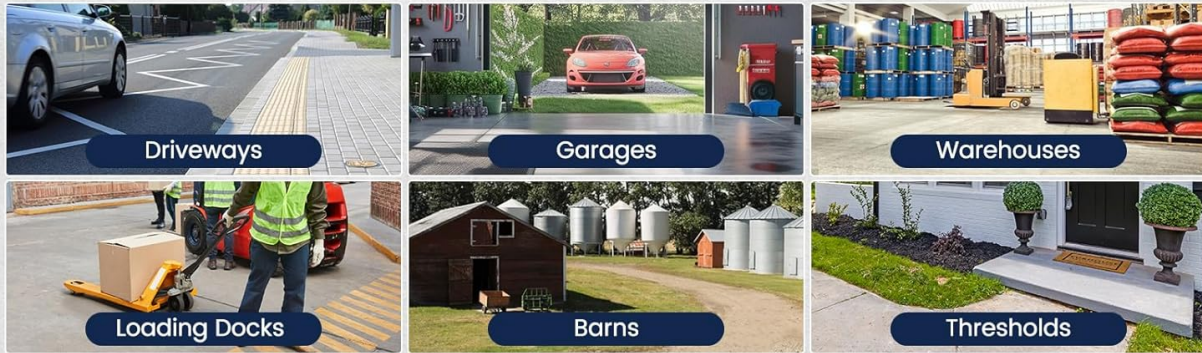 Driveways
Garages
Warehouses
Loading Docks
Barns
Thresholds